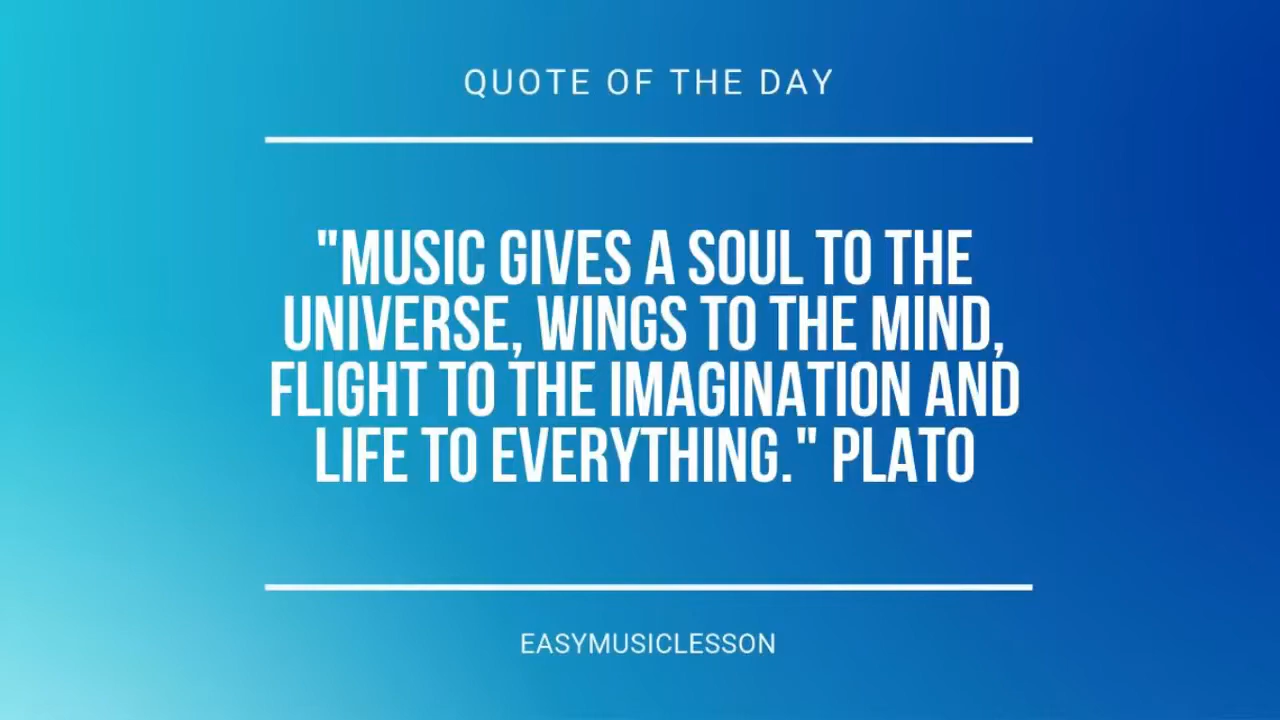 QUOTE OF THE DAY
"MUSIC GIVES A SOUL TO THE
UNIVERSE, WINGS TO THE MIND,
FLIGHT TO THE IMAGINATION AND
LIFE TO EVERYTHING." PLATO
EASYMUSICLESSON